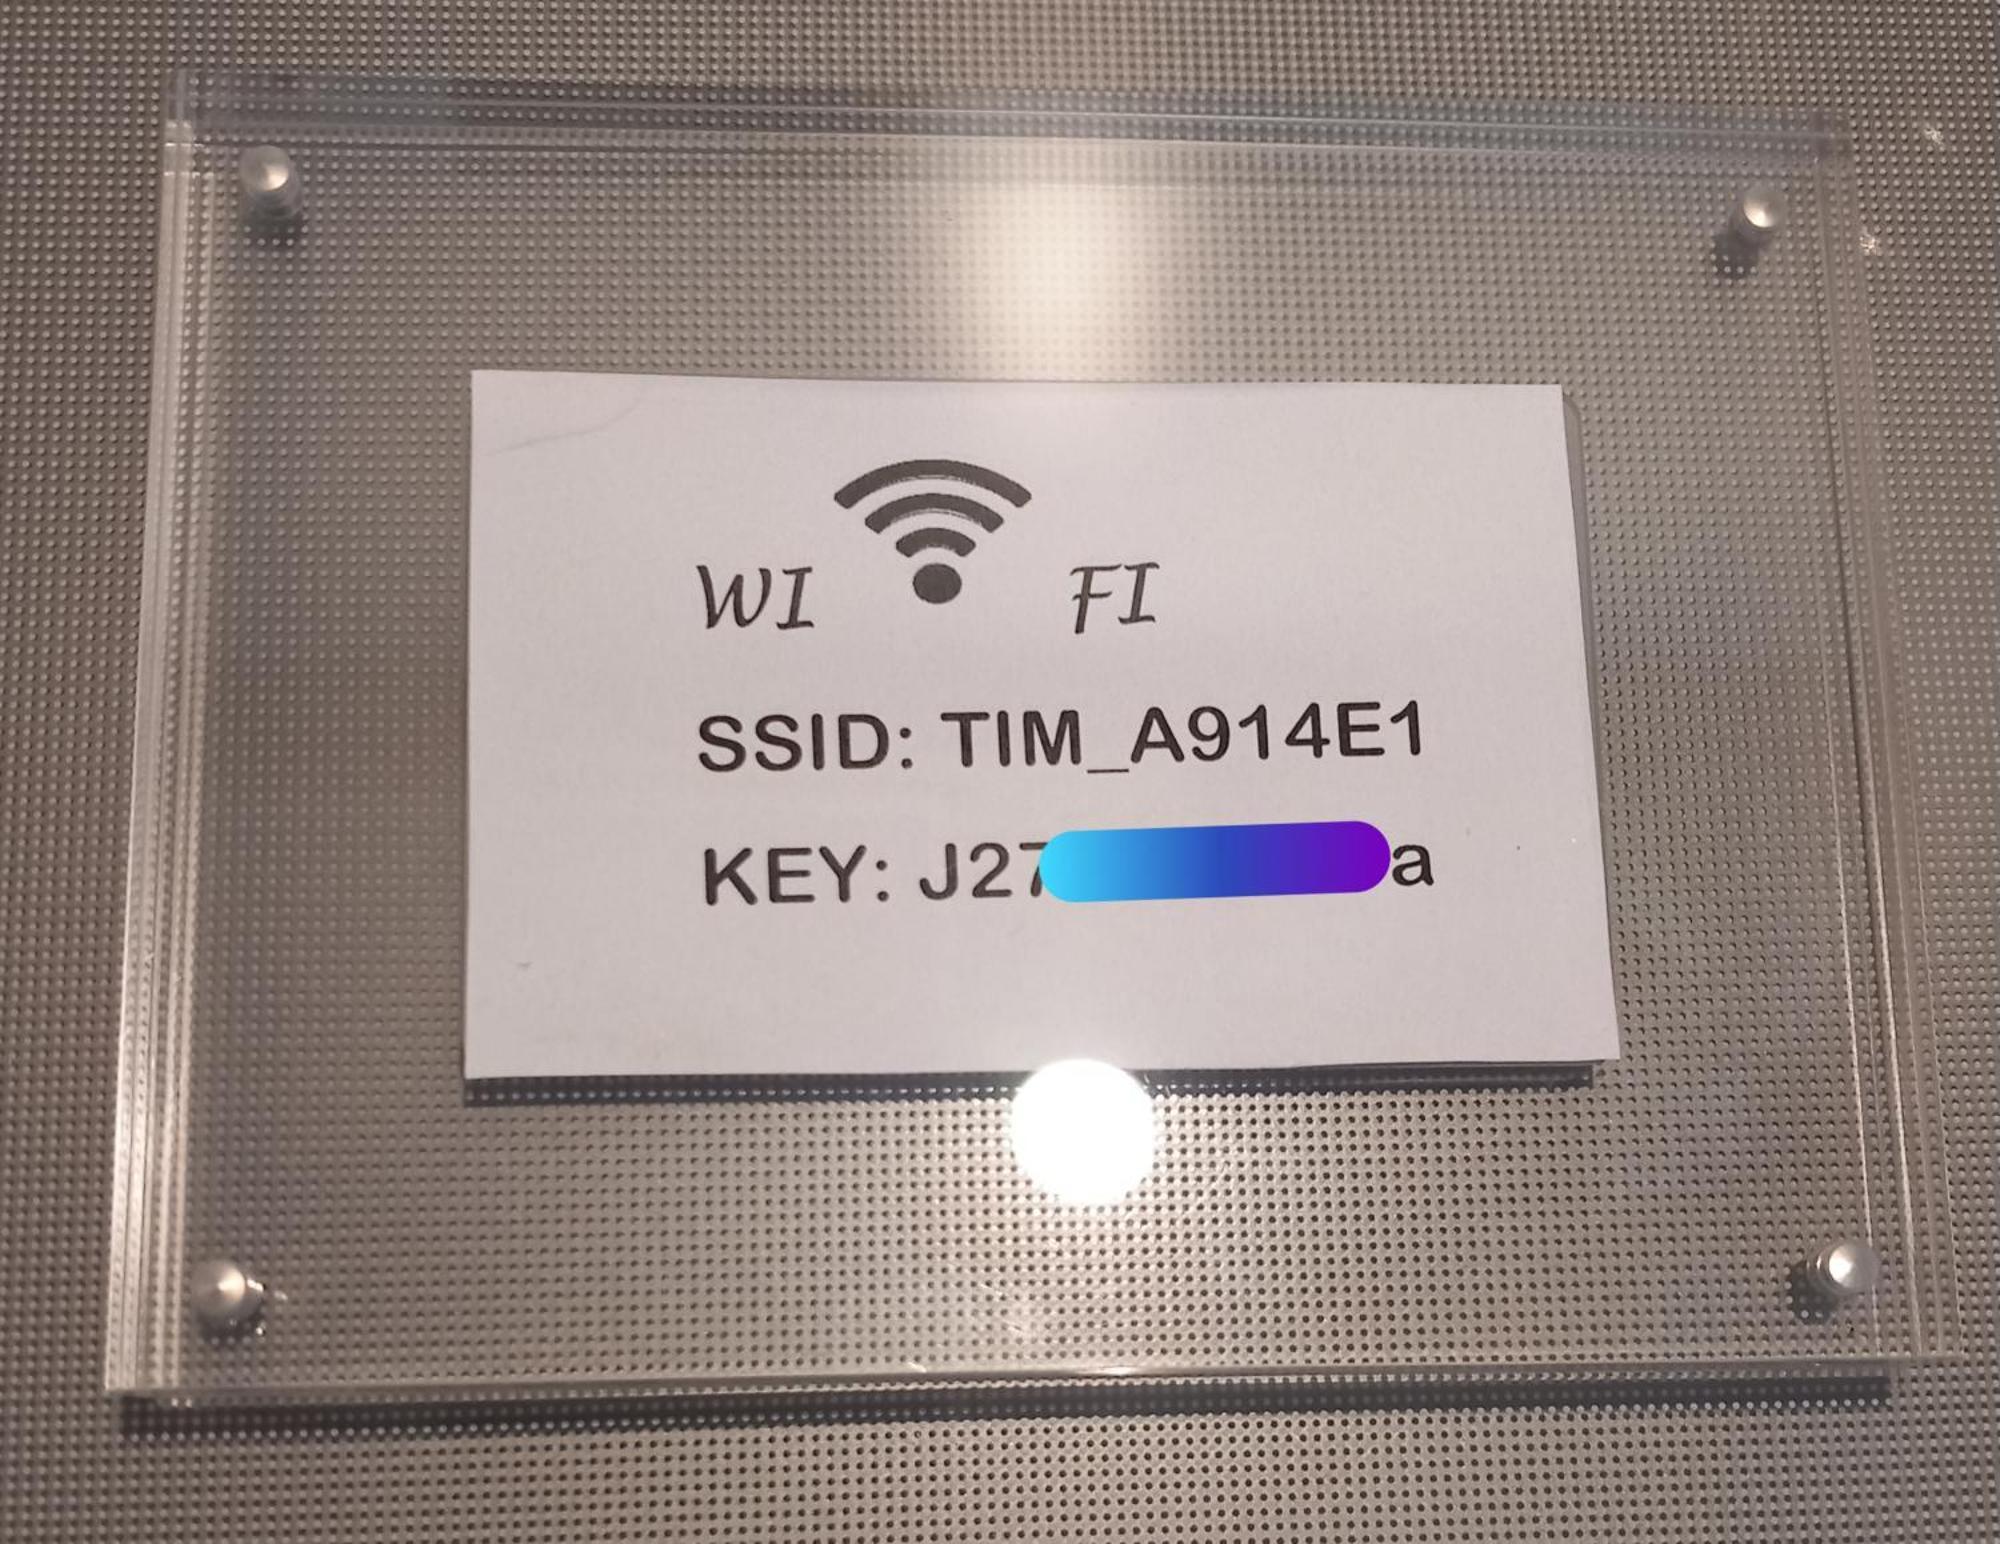 WI FI
SSID: TIM_A914E1
KEY: J27 a